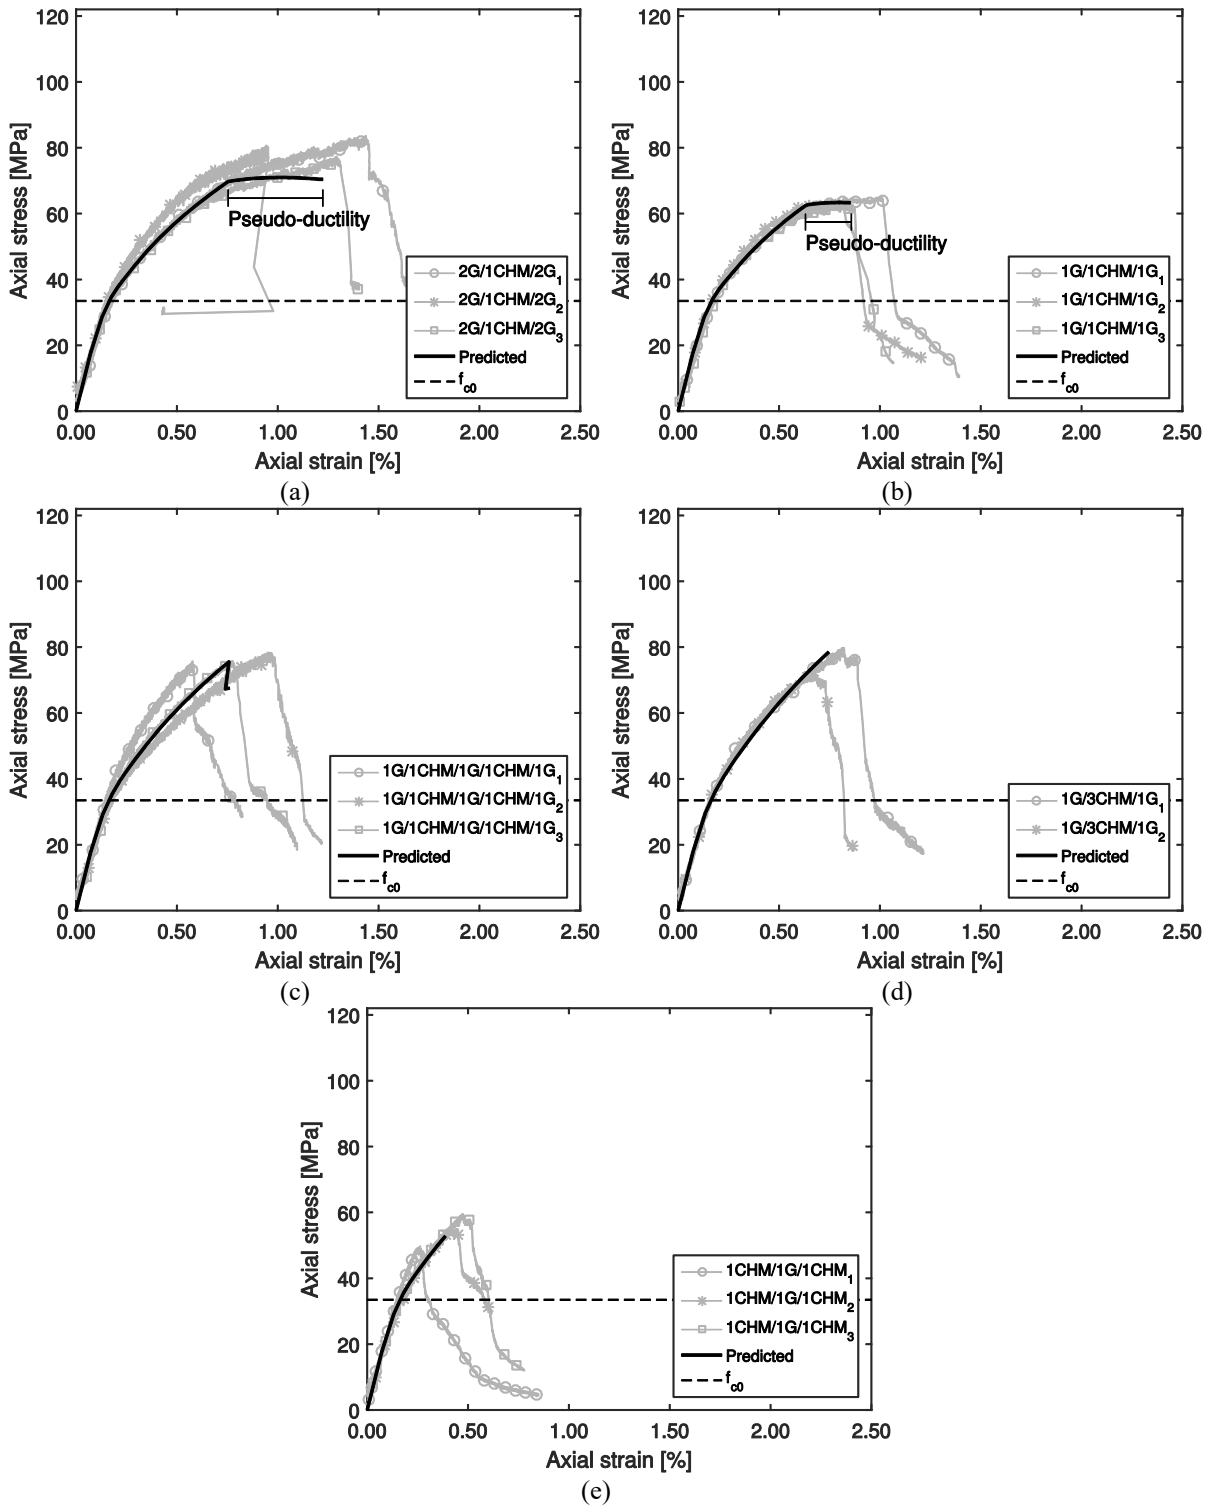 120
100
80
60
40
20
0
Axial stress [MPa]
Pseudo-ductility
2G/1CHM/2G1
2G/1CHM/2G2
2G/1CHM/2G3
Predicted
fc0
0.00 0.50 1.00 1.50 2.00 2.50
Axial strain [%]
(a)
120
100
80
60
40
20
0
Axial stress [MPa]
Pseudo-ductility
1G/1CHM/1G1
1G/1CHM/1G2
1G/1CHM/1G3
Predicted
fc0
0.00 0.50 1.00 1.50 2.00 2.50
Axial strain [%]
(b)
120
100
80
60
40
20
0
Axial stress [MPa]
1G/1CHM/1G/1CHM/1G1
1G/1CHM/1G/1CHM/1G2
1G/1CHM/1G/1CHM/1G3
Predicted
fc0
0.00 0.50 1.00 1.50 2.00 2.50
Axial strain [%]
(c)
120
100
80
60
40
20
0
Axial stress [MPa]
1G/3CHM/1G1
1G/3CHM/1G2
Predicted
fc0
0.00 0.50 1.00 1.50 2.00 2.50
Axial strain [%]
(d)
120
100
80
60
40
20
0
Axial stress [MPa]
1CHM/1G/1CHM1
1CHM/1G/1CHM2
1CHM/1G/1CHM3
Predicted
fc0
0.00 0.50 1.00 1.50 2.00 2.50
Axial strain [%]
(e)